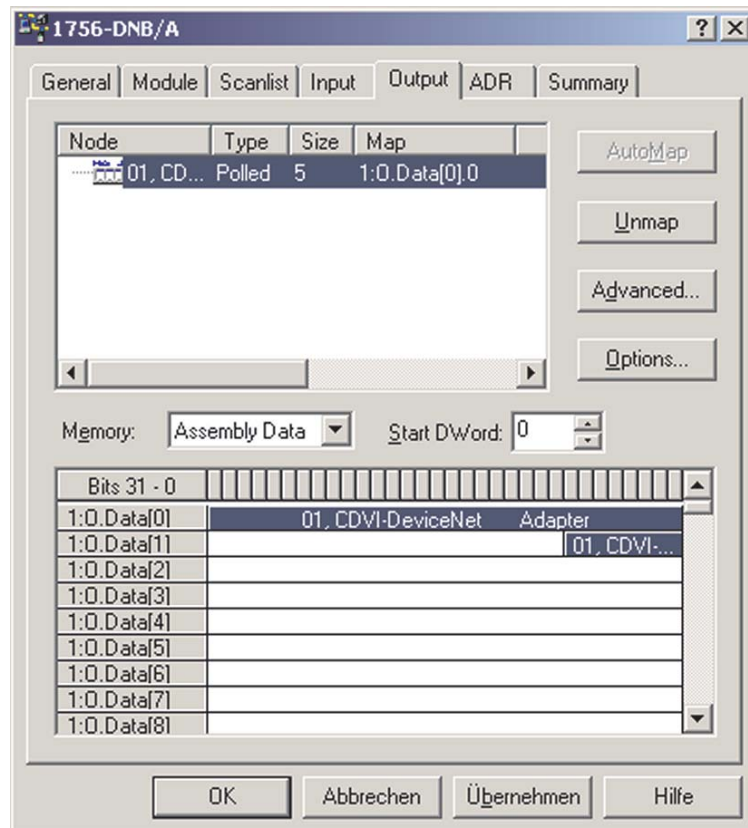 1756-DNB/A
General Module Scanlist Input Output ADR Summary
Node Type Size Map
01, CD... Polled 5 1:O.Data[0].0
AutoMap
Unmap
Advanced...
Options...
Memory: Assembly Data Start DWord: 0
Bits 31 - 0
1:O.Data[0] 01, CDVI-DeviceNet Adapter
1:O.Data[1] 01, CDVI-...
1:O.Data[2]
1:O.Data[3]
1:O.Data[4]
1:O.Data[5]
1:O.Data[6]
1:O.Data[7]
1:O.Data[8]
OK Abbrechen Übernehmen Hilfe